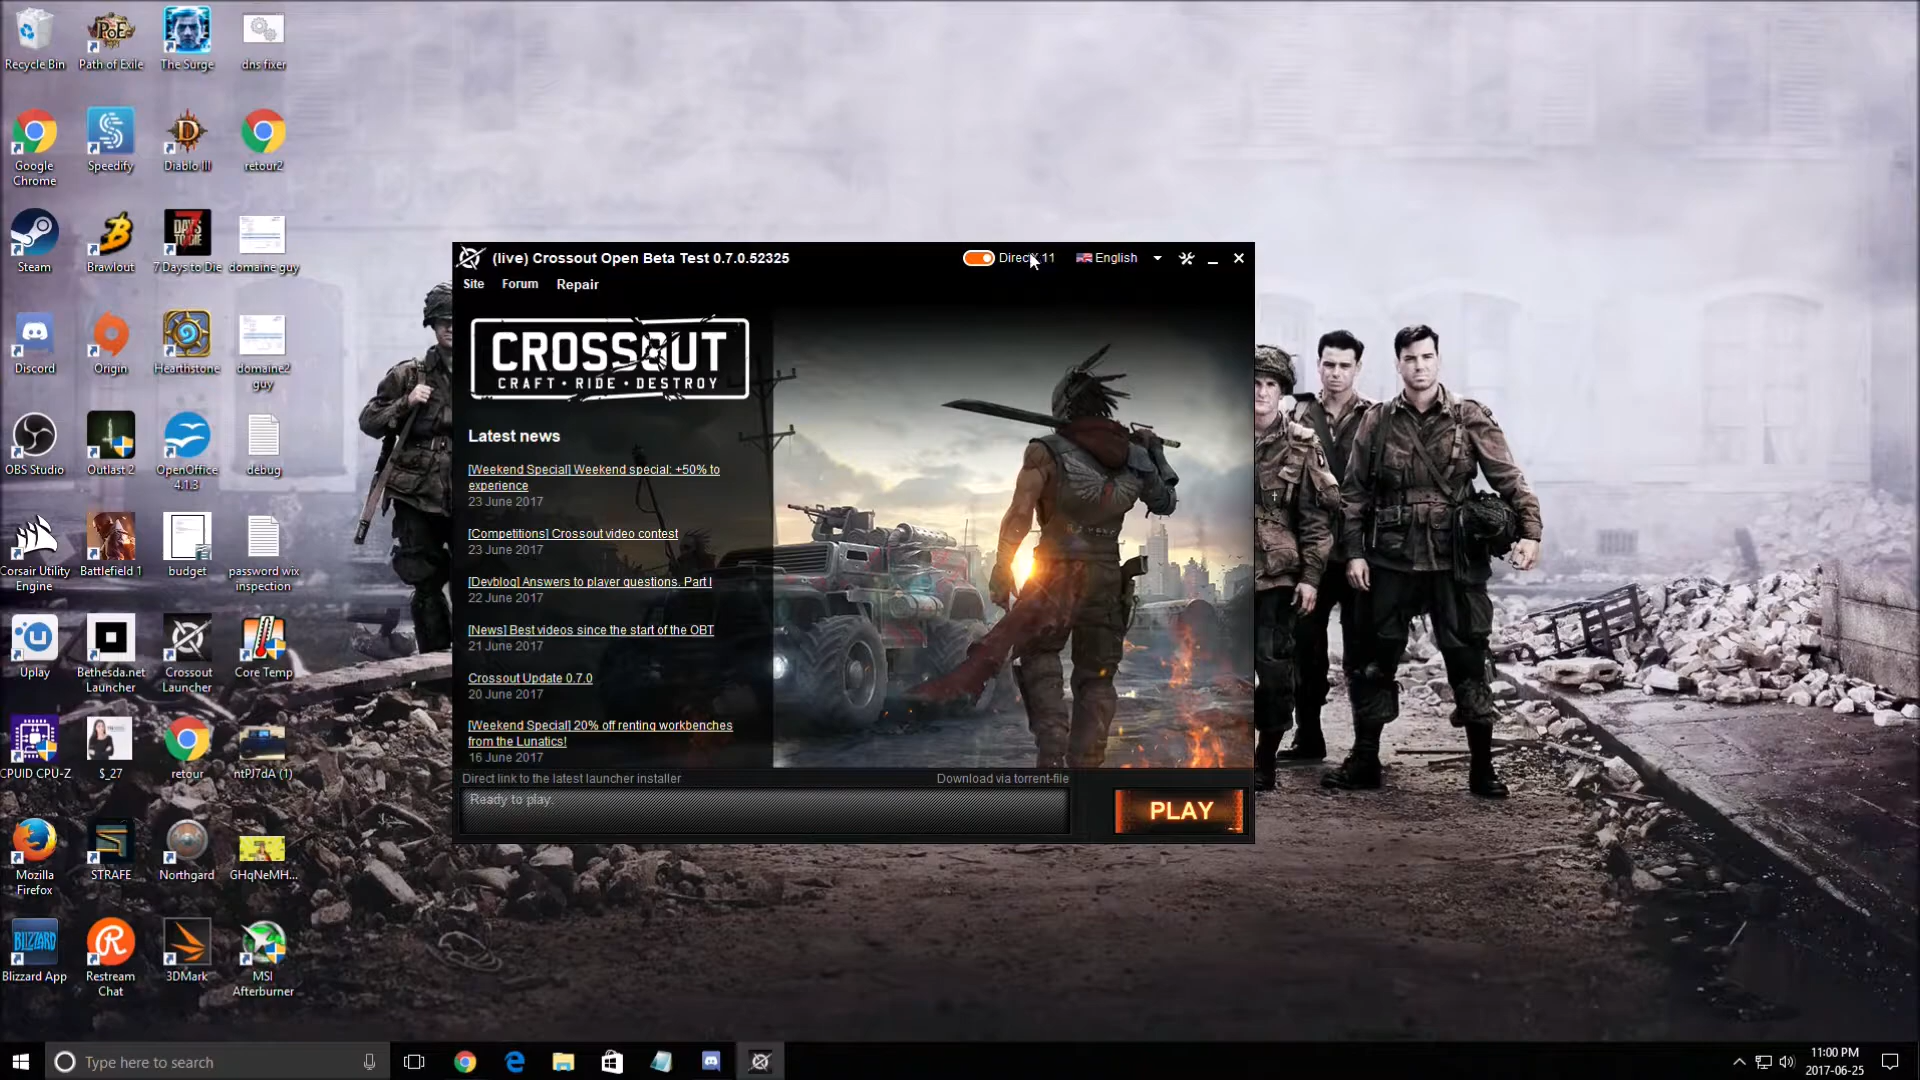 Recycle Bin
Path of Exile
The Surge
dns fixer
Google
Chrome
Speedify
Diablo III
retour2
Steam
Brawlout
7 Days to Die
domaine guy
Discord
Origin
Hearthstone
domaine2
guy
OBS Studio
Outlast 2
OpenOffice
4.1.3
debug
Corsair Utility
Engine
Battlefield 1
budget
password wix
inspection
Uplay
Bethesda.net
Launcher
Crossout
Launcher
Core Temp
CPUID CPU-Z
$_27
retour
ntPJ7dA (1)
Mozilla
Firefox
STRAFE
Northgard
GHqNeMH...
BLIZZARD
Blizzard App
Restream
Chat
3DMark
MSI
Afterburner
(live) Crossout Open Beta Test 0.7.0.52325
DirectX 11
English
Site
Forum
Repair
CROSSOUT
CRAFT • RIDE • DESTROY
Latest news
[Weekend Special] Weekend special: +50% to
experience
23 June 2017
[Competitions] Crossout video contest
23 June 2017
[Devblog] Answers to player questions. Part I
22 June 2017
[News] Best videos since the start of the OBT
21 June 2017
Crossout Update 0.7.0
20 June 2017
[Weekend Special] 20% off renting workbenches
from the Lunatics!
16 June 2017
Direct link to the latest launcher installer
Download via torrent-file
Ready to play.
PLAY
Type here to search
11:00 PM
2017-06-25